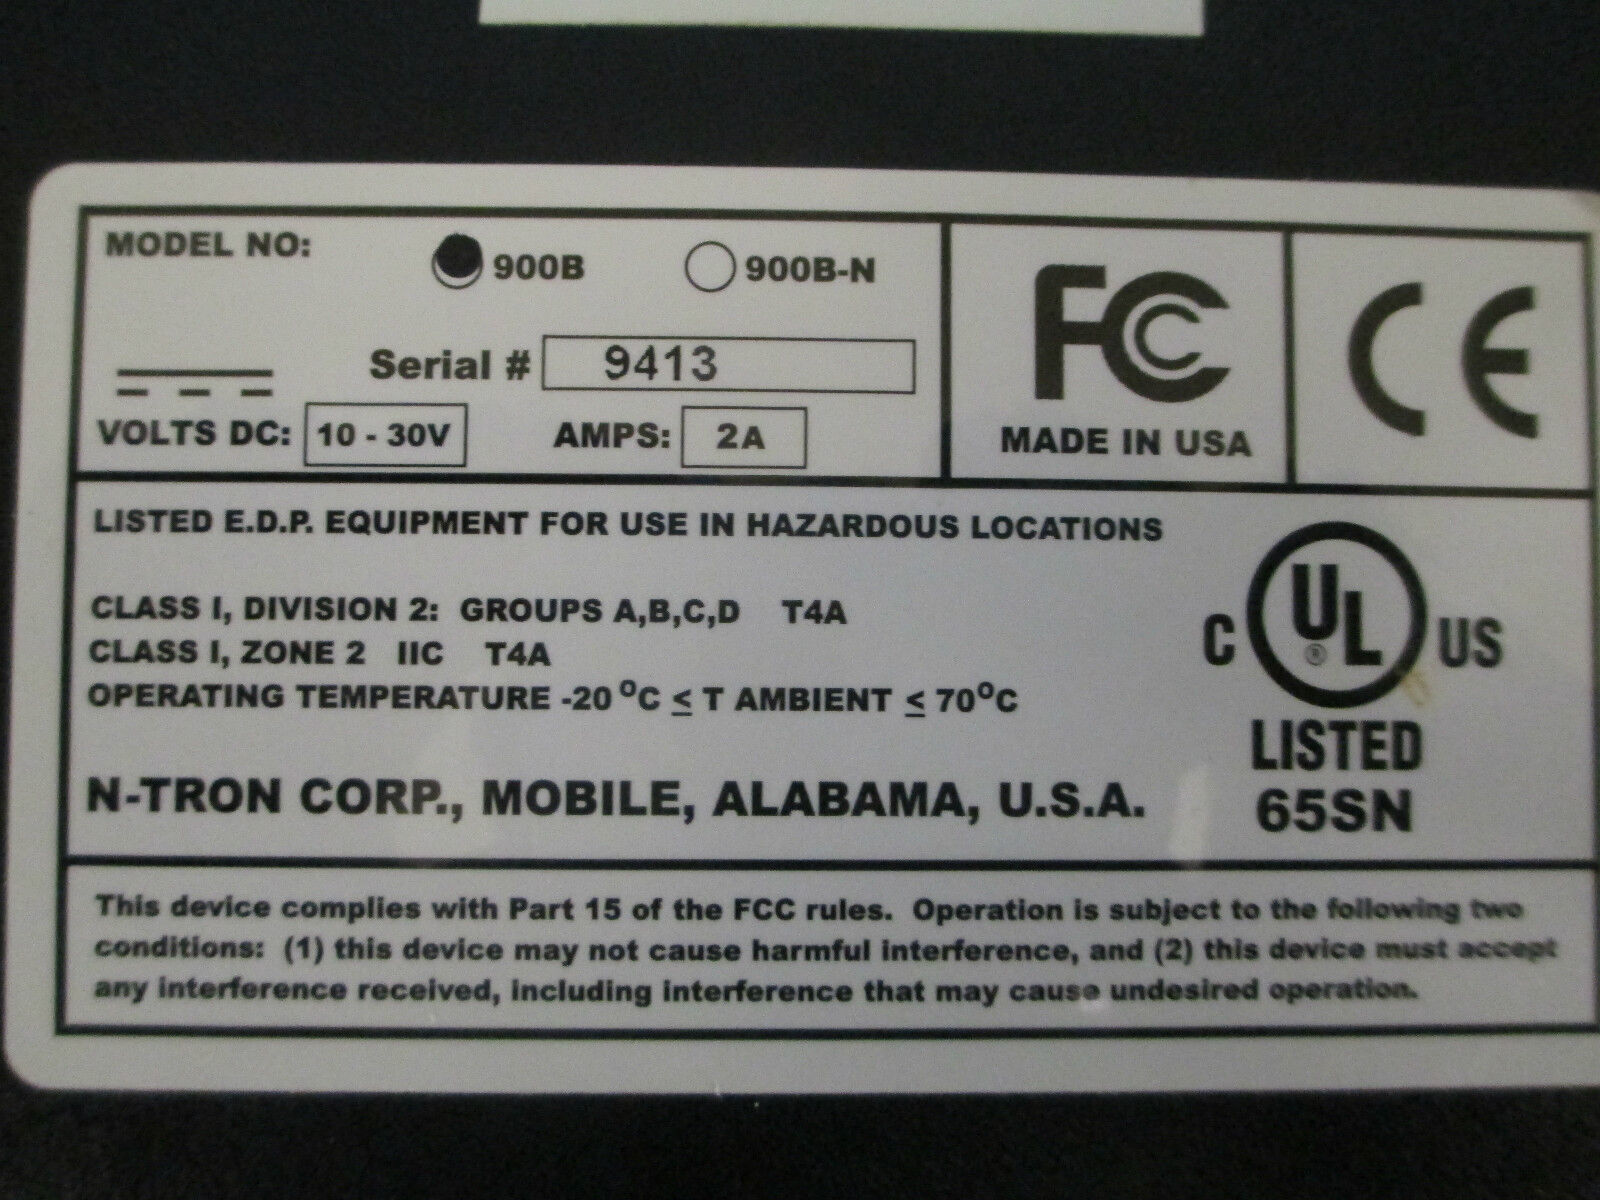 MODEL NO: 900B 900B-N
Serial # 9413
VOLTS DC: 10 - 30V AMPS: 2A
FC
MADE IN USA
CE
LISTED E.D.P. EQUIPMENT FOR USE IN HAZARDOUS LOCATIONS
CLASS I, DIVISION 2: GROUPS A,B,C,D T4A
CLASS I, ZONE 2 IIC T4A
OPERATING TEMPERATURE -20 °C ≤ T AMBIENT ≤ 70°C
N-TRON CORP., MOBILE, ALABAMA, U.S.A.
C UL ® US
LISTED
65SN
This device complies with Part 15 of the FCC rules. Operation is subject to the following two
conditions: (1) this device may not cause harmful interference, and (2) this device must accept
any interference received, including interference that may cause undesired operation.